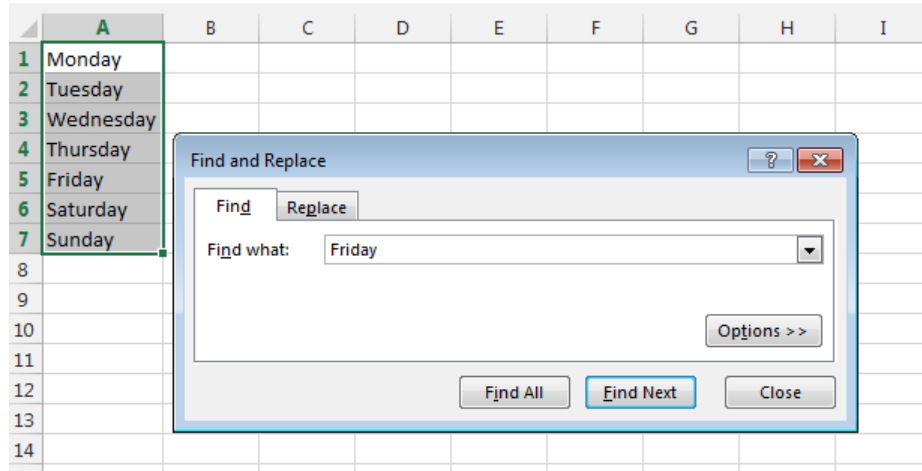 A B C D E F G H I
1 Monday
2 Tuesday
3 Wednesday
4 Thursday
5 Friday
6 Saturday
7 Sunday
8
9
10
11
12
13
14
Find and Replace ?
Find Replace
Find what: Friday
Options >>
Find All Find Next Close